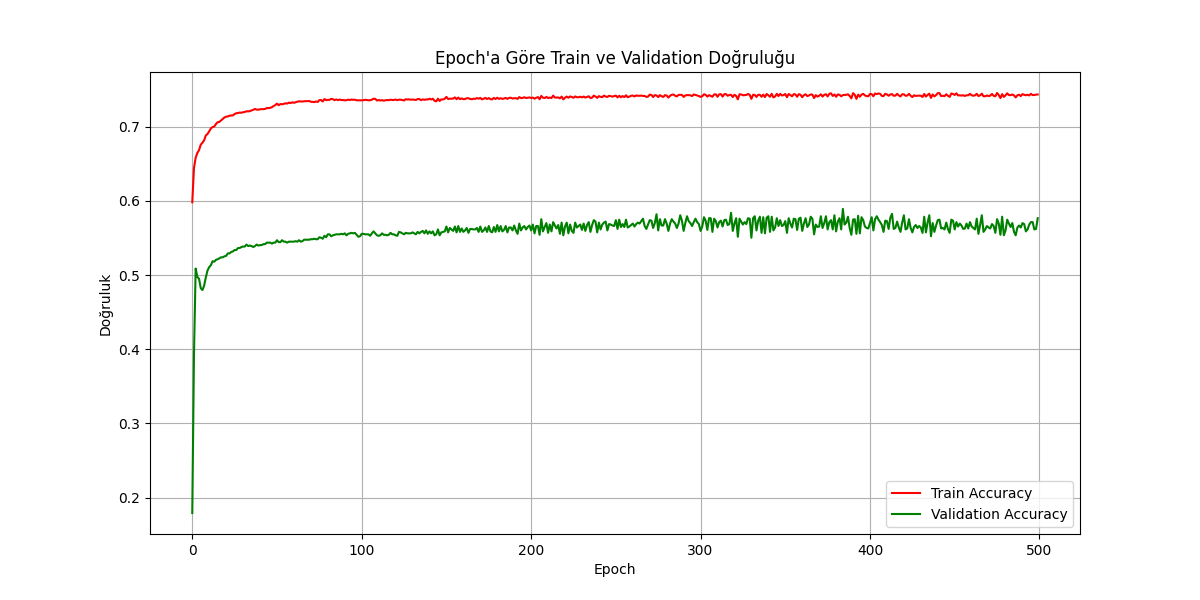 Epoch'a Göre Train ve Validation Doğruluğu
Doğruluk
0.7
0.6
0.5
0.4
0.3
0.2
Train Accuracy
Validation Accuracy
0 100 200 300 400 500
Epoch